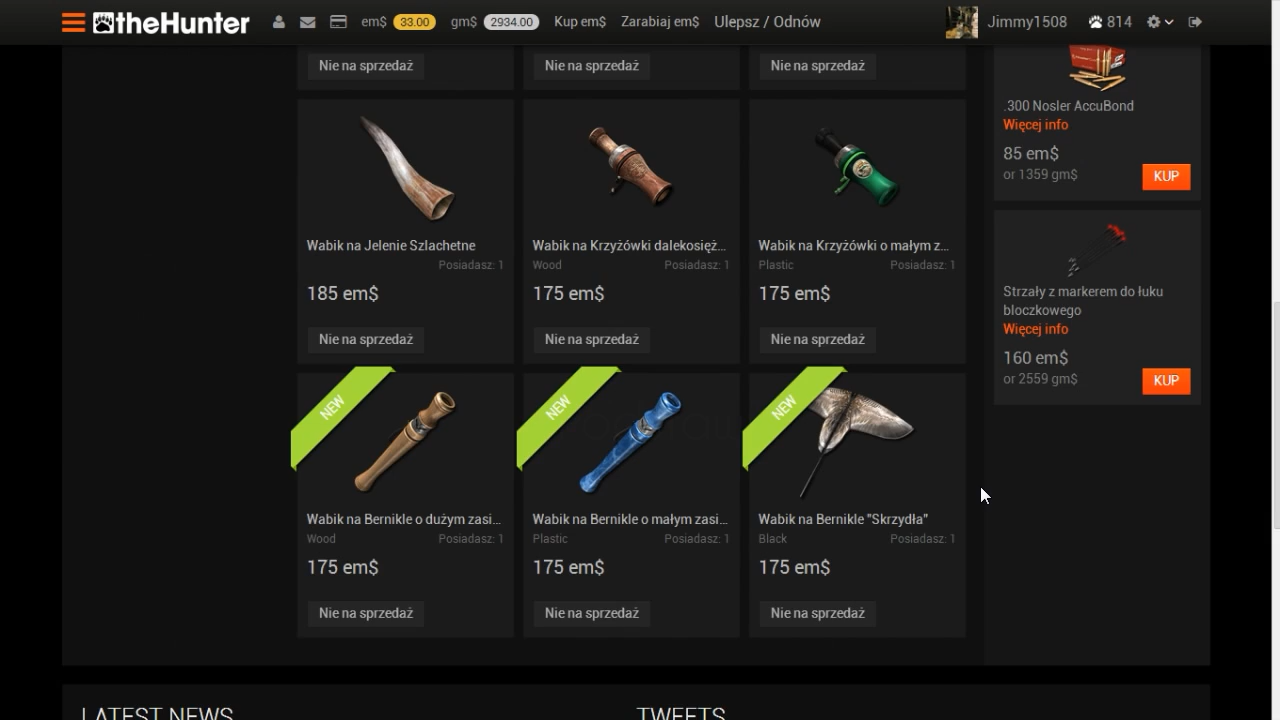 theHunter em$ 33.00 gm$ 2934.00 Kup em$ Zarabiaj em$ Ulepsz / Odnow Jimmy1508 814
Nie na sprzedaż Nie na sprzedaż Nie na sprzedaż
Wabik na Jelenie Szlachetne
Posiadasz: 1
185 em$
Nie na sprzedaż
Wabik na Krzyżówki dalekosięż...
Wood Posiadasz: 1
175 em$
Nie na sprzedaż
Wabik na Krzyżówki o małym z...
Plastic Posiadasz: 1
175 em$
Nie na sprzedaż
NEW
Wabik na Bernikle o dużym zasi...
Wood Posiadasz: 1
175 em$
Nie na sprzedaż
NEW
Wabik na Bernikle o małym zasi...
Plastic Posiadasz: 1
175 em$
Nie na sprzedaż
NEW
Wabik na Bernikle "Skrzydła"
Black Posiadasz: 1
175 em$
Nie na sprzedaż
.300 Nosler AccuBond
Więcej info
85 em$
or 1359 gm$
KUP
Strzały z markerem do łuku
bloczkowego
Więcej info
160 em$
or 2559 gm$
KUP
LATEST NEWS TWEETS